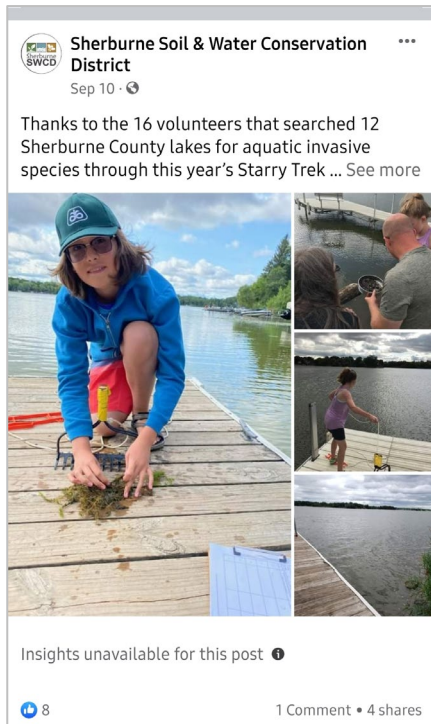 Sherburne
SWCD
Sherburne Soil & Water Conservation
District
Sep 10 ·
Thanks to the 16 volunteers that searched 12
Sherburne County lakes for aquatic invasive
species through this year's Starry Trek ... See more
Insights unavailable for this post
8
1 Comment • 4 shares